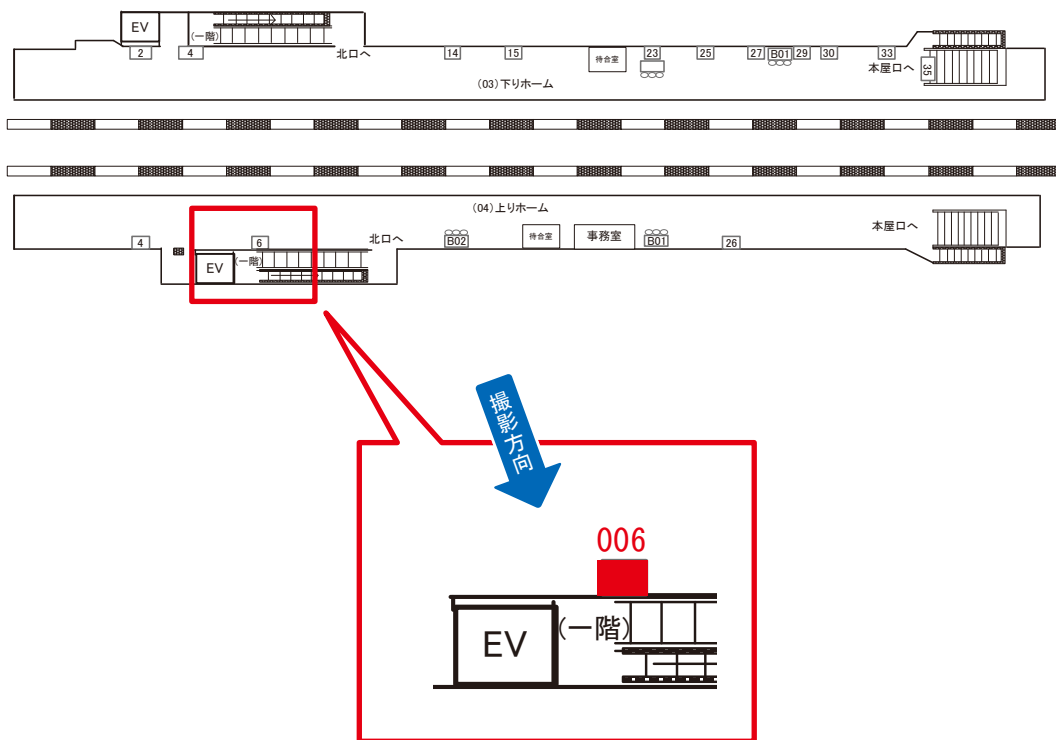 EV
(一階)
2
4
北口へ
14
15
待合室
23
25
27
B01
29
30
33
本屋口へ
35
(03)下りホーム
(04)上りホーム
4
6
北口へ
B02
待合室
事務室
B01
26
本屋口へ
EV
(一階)
撮影方向
006
EV
(一階)